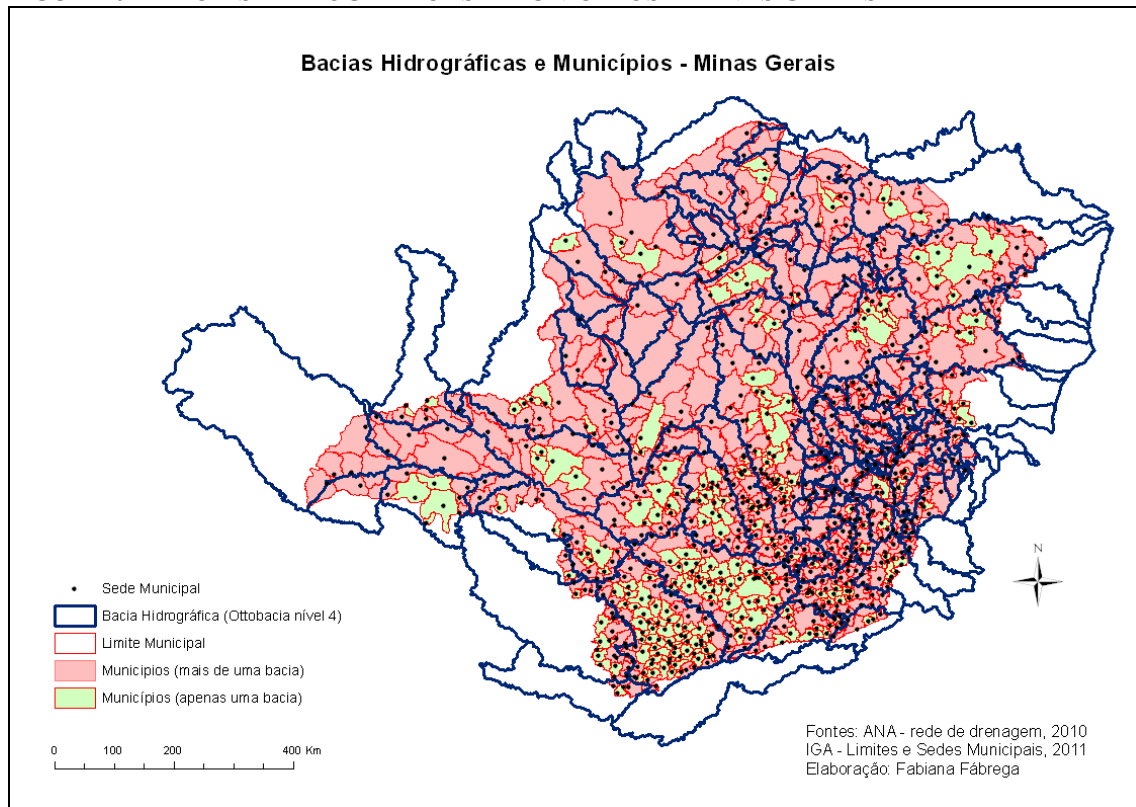 Bacias Hidrográficas e Municípios - Minas Gerais
N
Sede Municipal
Bacia Hidrográfica (Ottobacia nível 4)
Limite Municipal
Municipios (mais de uma bacia)
Municípios (apenas uma bacia)
0 100 200 400 Km
Fontes: ANA - rede de drenagem, 2010
IGA - Limites e Sedes Municipais, 2011
Elaboração: Fabiana Fábrega